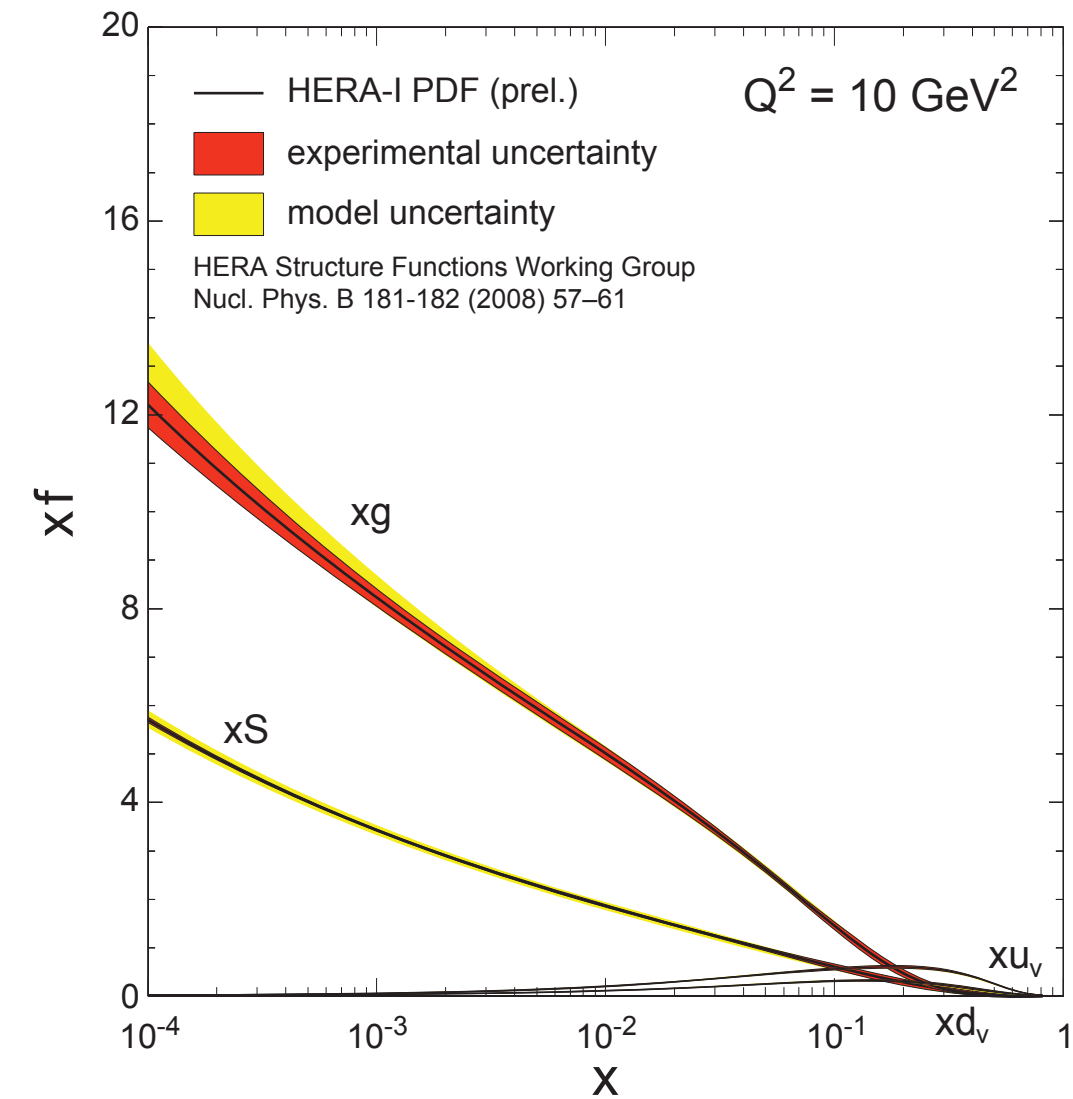 20
16
12
8
4
0
xf
HERA-I PDF (prel.)
Q² = 10 GeV²
experimental uncertainty
model uncertainty
HERA Structure Functions Working Group
Nucl. Phys. B 181-182 (2008) 57–61
xg
xS
xuᵥ
xdᵥ
10⁻⁴ 10⁻³ 10⁻² 10⁻¹ 1
x